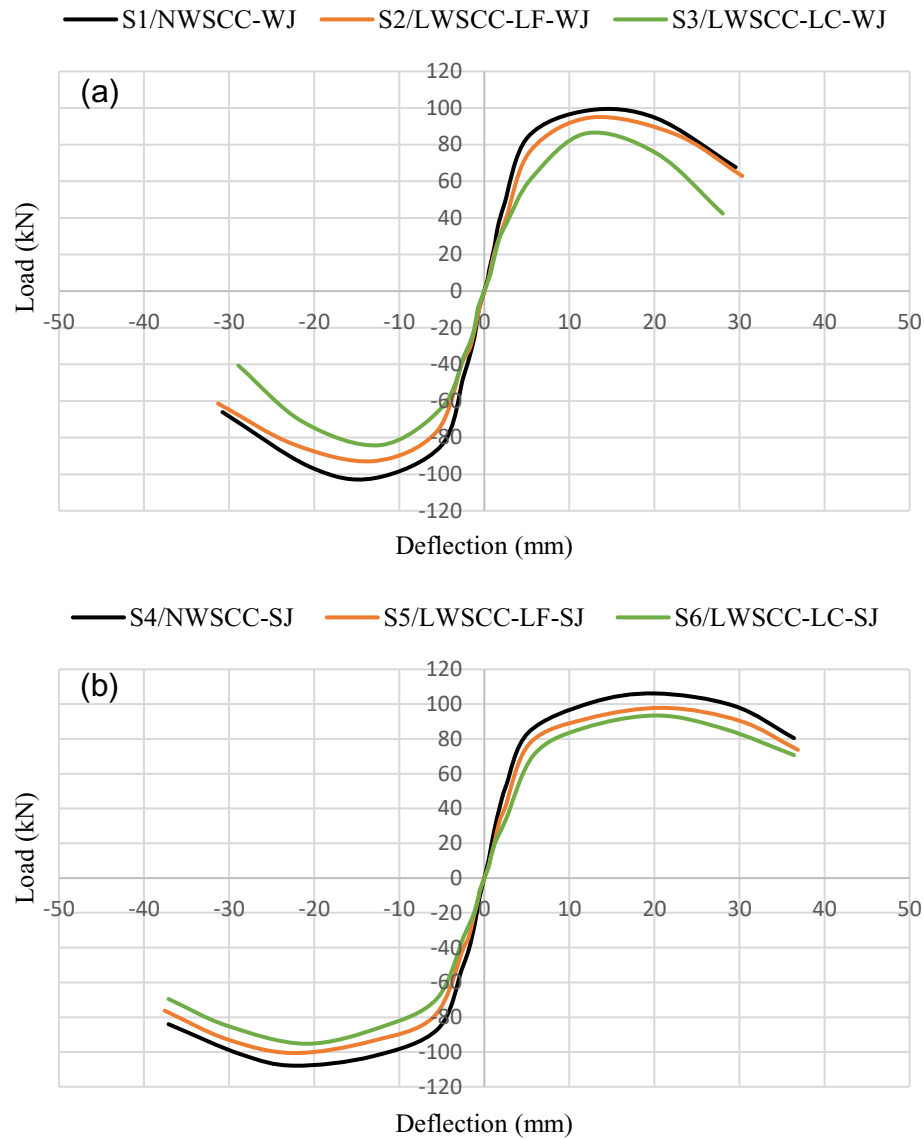 S1/NWSCC-WJ S2/LWSCC-LF-WJ S3/LWSCC-LC-WJ
(a)
120
100
80
60
40
20
0
-20
-40
-60
-80
-100
-120
-50 -40 -30 -20 -10 0 10 20 30 40 50
Load (kN)
Deflection (mm)
S4/NWSCC-SJ S5/LWSCC-LF-SJ S6/LWSCC-LC-SJ
(b)
120
100
80
60
40
20
0
-20
-40
-60
-80
-100
-120
-50 -40 -30 -20 -10 0 10 20 30 40 50
Load (kN)
Deflection (mm)